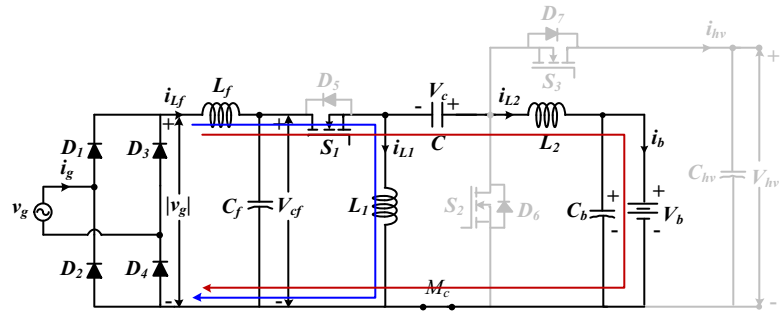 D7
ihv
S3
iLf
Lf
D5
Vc
- +
iL2
+
D1
D3
+
+
S1
C
L2
ib
iL1
ig
Chv
Vhv
vg
|vg|
Cf
Vcf
L1
S2
D6
Cb
+
+
-
-
Vb
D2
D4
-
-
Mc
-